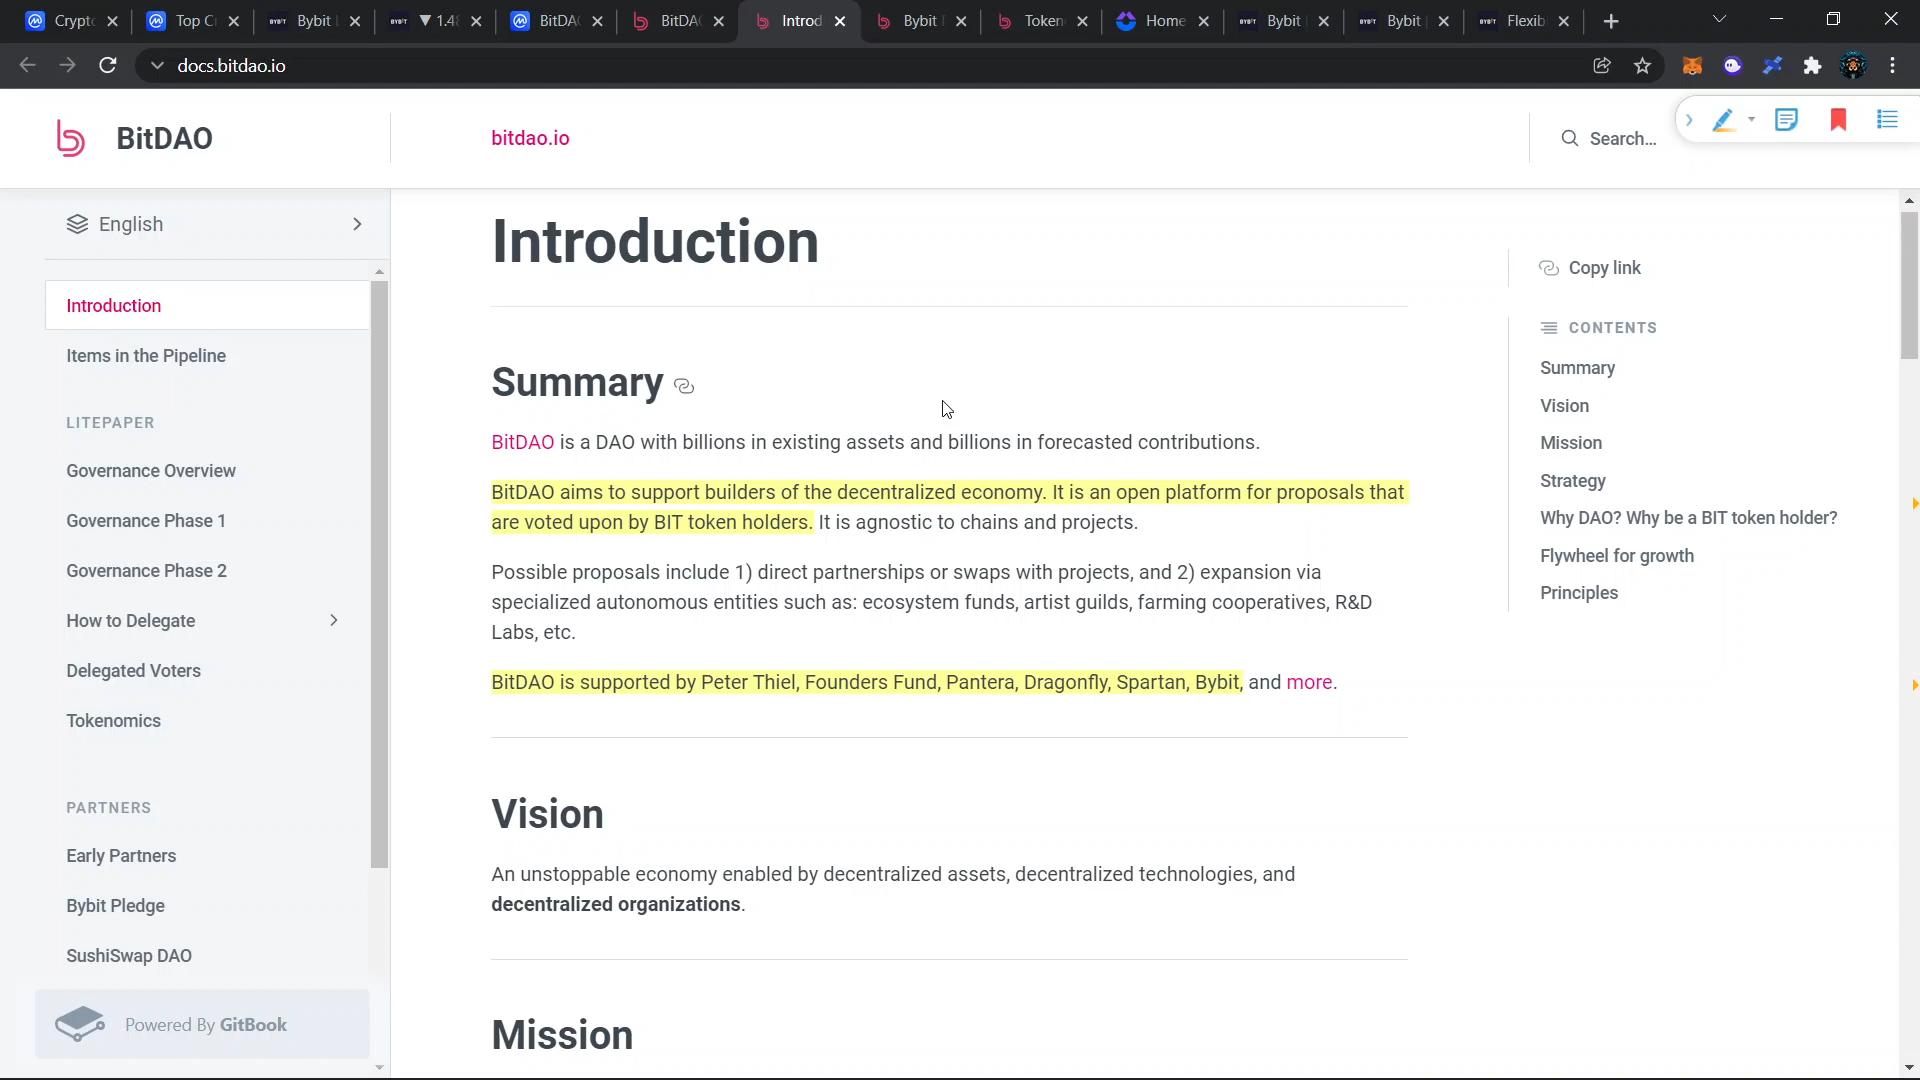 Crypto
Top C
Bybit
▼ 1.48
BitDA
BitDA
Introd
Bybit
Token
Home
Bybit
Bybit
Flexib
docs.bitdao.io
BitDAO
bitdao.io
Search...
English
Introduction
Items in the Pipeline
LITEPAPER
Governance Overview
Governance Phase 1
Governance Phase 2
How to Delegate
Delegated Voters
Tokenomics
PARTNERS
Early Partners
Bybit Pledge
SushiSwap DAO
Powered By GitBook
Introduction
Summary
BitDAO is a DAO with billions in existing assets and billions in forecasted contributions.
BitDAO aims to support builders of the decentralized economy. It is an open platform for proposals that
are voted upon by BIT token holders. It is agnostic to chains and projects.
Possible proposals include 1) direct partnerships or swaps with projects, and 2) expansion via
specialized autonomous entities such as: ecosystem funds, artist guilds, farming cooperatives, R&D
Labs, etc.
BitDAO is supported by Peter Thiel, Founders Fund, Pantera, Dragonfly, Spartan, Bybit, and more.
Vision
An unstoppable economy enabled by decentralized assets, decentralized technologies, and
decentralized organizations.
Mission
Copy link
CONTENTS
Summary
Vision
Mission
Strategy
Why DAO? Why be a BIT token holder?
Flywheel for growth
Principles